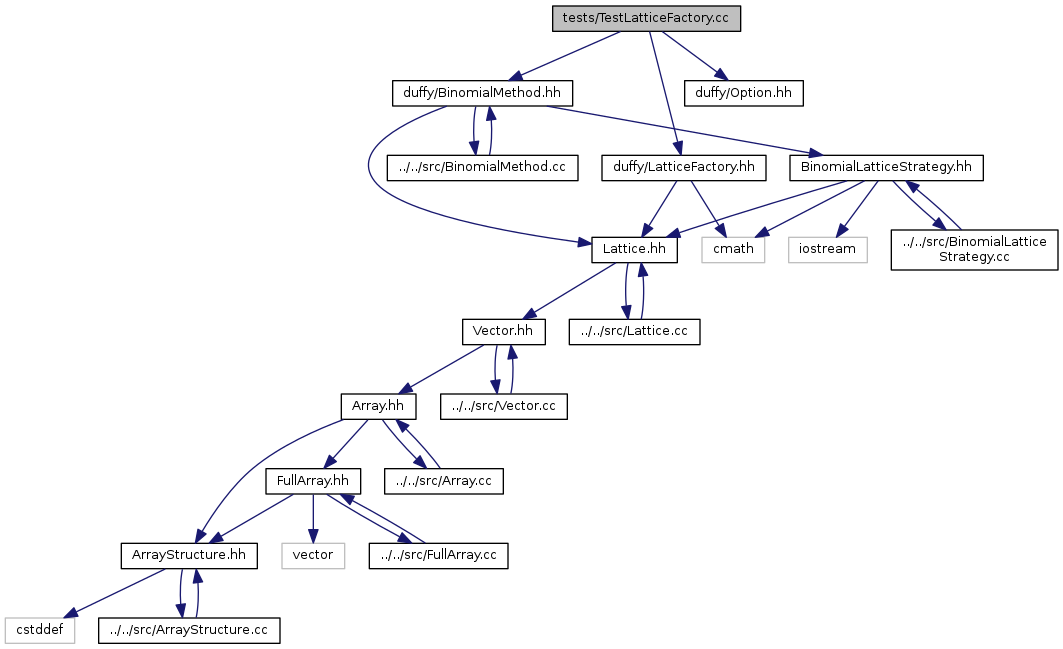 tests/TestLatticeFactory.cc
duffy/BinomialMethod.hh
duffy/Option.hh
../../src/BinomialMethod.cc
duffy/LatticeFactory.hh
BinomialLatticeStrategy.hh
Lattice.hh
cmath
iostream
../../src/BinomialLattice
Strategy.cc
Vector.hh
../../src/Lattice.cc
Array.hh
../../src/Vector.cc
FullArray.hh
../../src/Array.cc
ArrayStructure.hh
vector
../../src/FullArray.cc
cstddef
../../src/ArrayStructure.cc